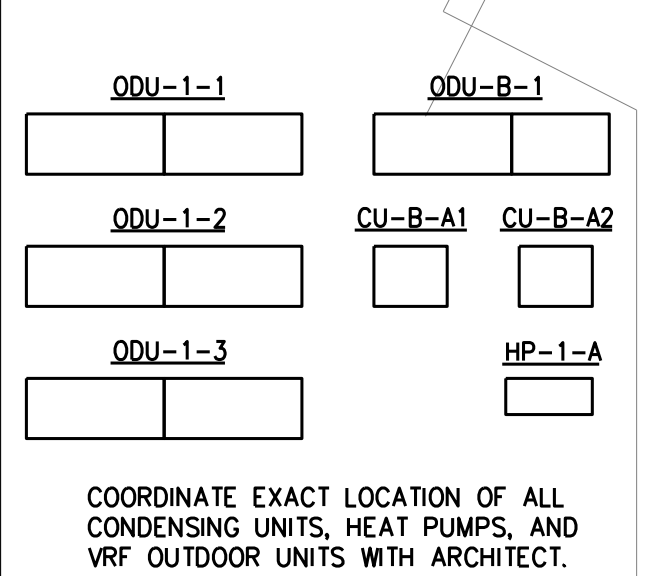 ODU-1-1
ODU-B-1
ODU-1-2
CU-B-A1
CU-B-A2
ODU-1-3
HP-1-A
COORDINATE EXACT LOCATION OF ALL
CONDENSING UNITS, HEAT PUMPS, AND
VRF OUTDOOR UNITS WITH ARCHITECT.